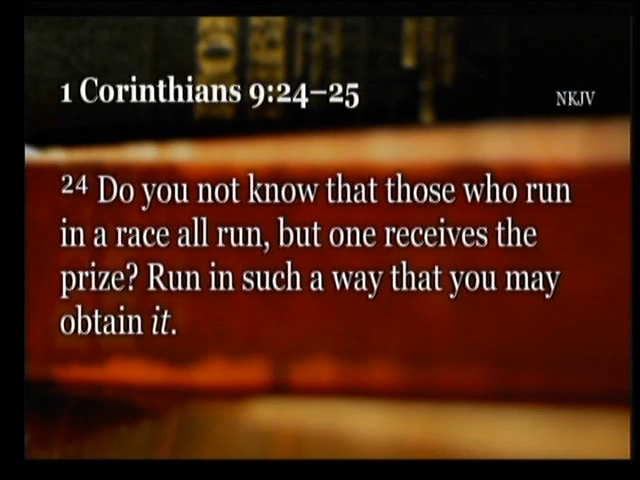 1 Corinthians 9:24–25
NKJV
24 Do you not know that those who run
in a race all run, but one receives the
prize? Run in such a way that you may
obtain it.